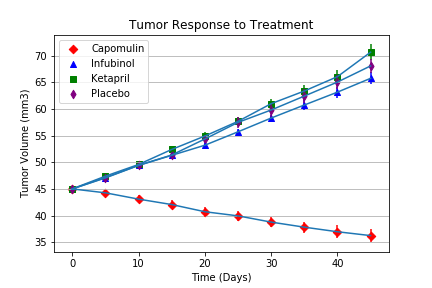 Tumor Response to Treatment
Capomulin
Infubinol
Ketapril
Placebo
Tumor Volume (mm3)
70
65
60
55
50
45
40
35
0
10
20
30
40
Time (Days)